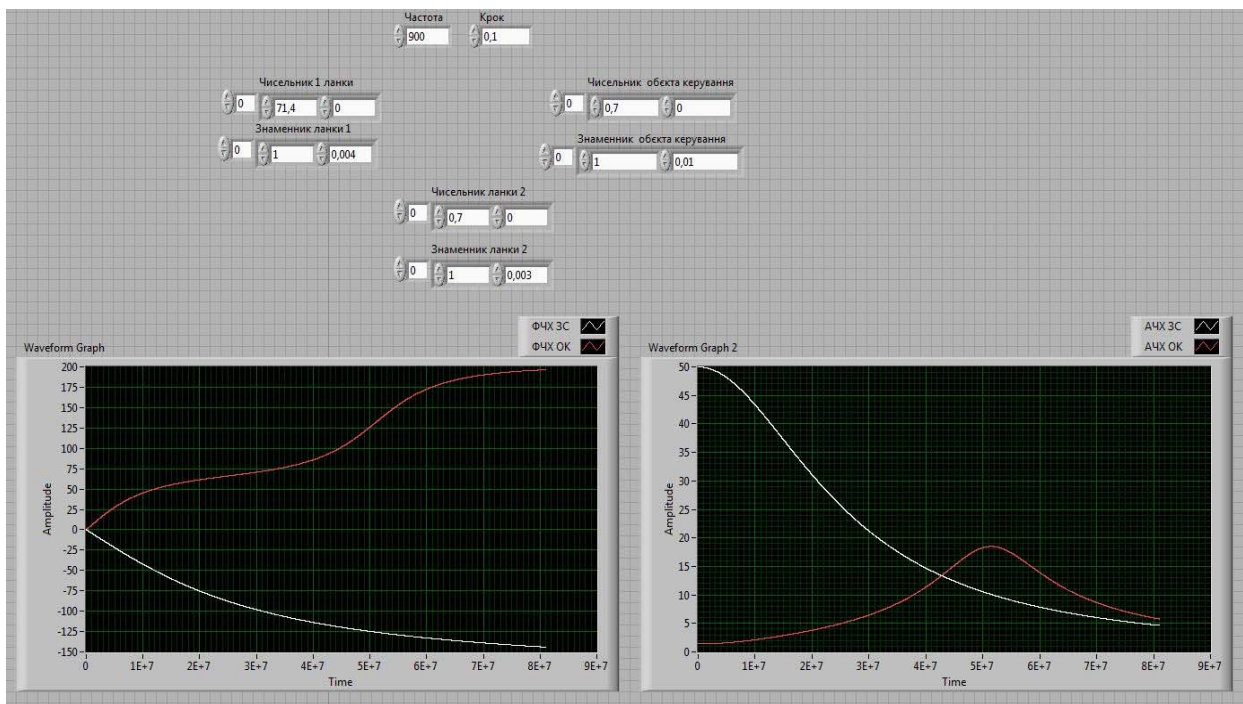 Частота Крок
900 0,1
Чисельник 1 ланки Чисельник обєкта керування
0 71,4 0 0 0,7 0
Знаменник ланки 1 Знаменник обєкта керування
0 1 0,004 0 1 0,01
Чисельник ланки 2
0 0,7 0
Знаменник ланки 2
0 1 0,003
Waveform Graph
ФЧХ ЗС
ФЧХ ОК
200
175
150
125
100
75
50
25
0
-25
-50
-75
-100
-125
-150
Amplitude
0 1E+7 2E+7 3E+7 4E+7 5E+7 6E+7 7E+7 8E+7 9E+7
Time
Waveform Graph 2
АЧХ ЗС
АЧХ ОК
50
45
40
35
30
25
20
15
10
5
0
Amplitude
0 1E+7 2E+7 3E+7 4E+7 5E+7 6E+7 7E+7 8E+7 9E+7
Time